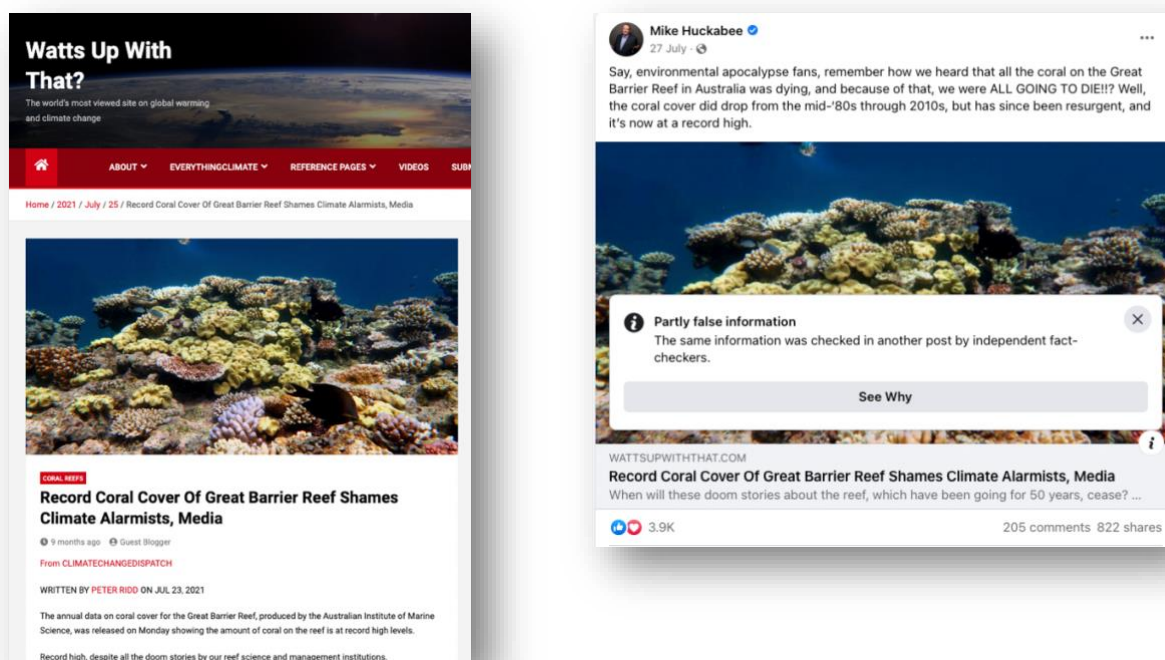 Watts Up With
That?
The world's most viewed site on global warming
and climate change
ABOUT
EVERYTHINGCLIMATE
REFERENCE PAGES
VIDEOS
SUBM
Home / 2021 / July / 25 / Record Coral Cover Of Great Barrier Reef Shames Climate Alarmists, Media
CORAL REEFS
Record Coral Cover Of Great Barrier Reef Shames
Climate Alarmists, Media
9 months ago Guest Blogger
From CLIMATECHANGEDISPATCH
WRITTEN BY PETER RIDD ON JUL 23, 2021
The annual data on coral cover for the Great Barrier Reef, produced by the Australian Institute of Marine
Science, was released on Monday showing the amount of coral on the reef is at record high levels.
Record high, despite all the doom stories by our reef science and management institutions.
Mike Huckabee
27 July ·
Say, environmental apocalypse fans, remember how we heard that all the coral on the Great
Barrier Reef in Australia was dying, and because of that, we were ALL GOING TO DIE!!? Well,
the coral cover did drop from the mid-'80s through 2010s, but has since been resurgent, and
it's now at a record high.
Partly false information
The same information was checked in another post by independent fact-
checkers.
See Why
WATTSUPWITHTHAT.COM
Record Coral Cover Of Great Barrier Reef Shames Climate Alarmists, Media
When will these doom stories about the reef, which have been going for 50 years, cease? ...
3.9K
205 comments 822 shares